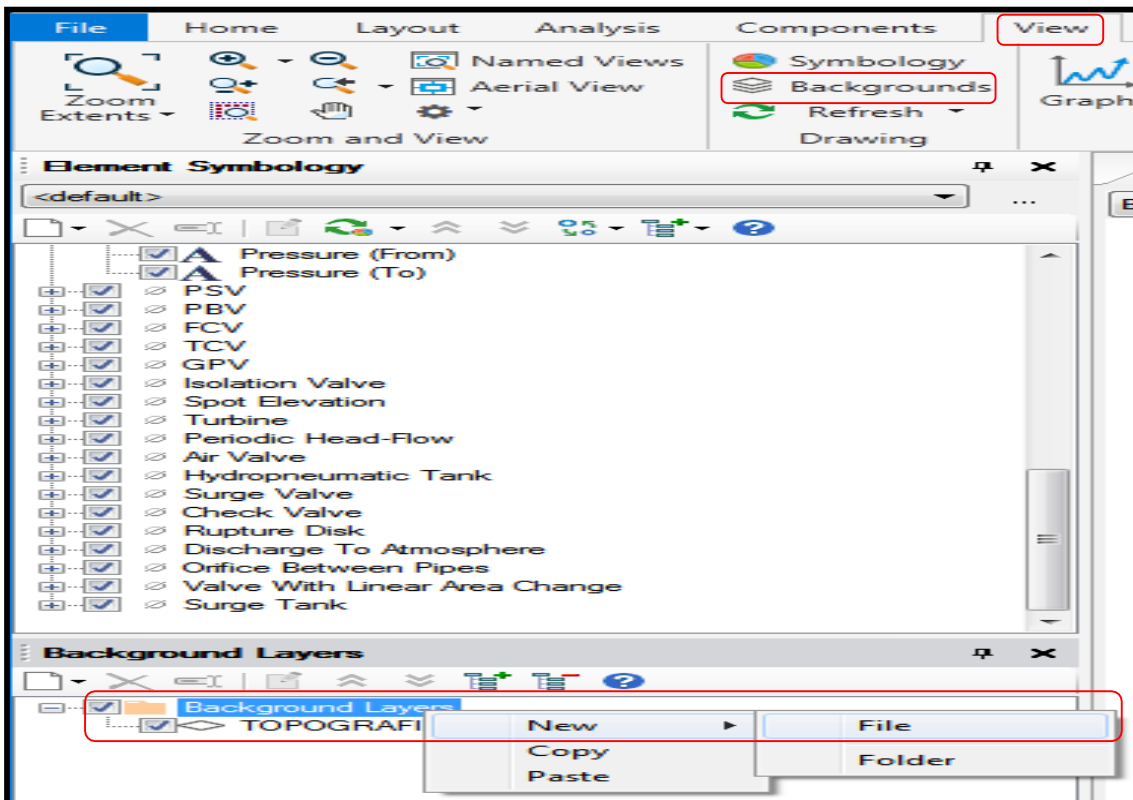 File Home Layout Analysis Components View
Named Views Symbology
Aerial View Backgrounds
Zoom Extents Refresh Graph
Zoom and View Drawing
Element Symbology
<default> ...
Pressure (From)
Pressure (To)
PSV
PBV
FCV
TCV
GPV
Isolation Valve
Spot Elevation
Turbine
Periodic Head-Flow
Air Valve
Hydropneumatic Tank
Surge Valve
Check Valve
Rupture Disk
Discharge To Atmosphere
Orifice Between Pipes
Valve With Linear Area Change
Surge Tank
Background Layers
Background Layers
TOPOGRAFI New File
Copy Folder
Paste